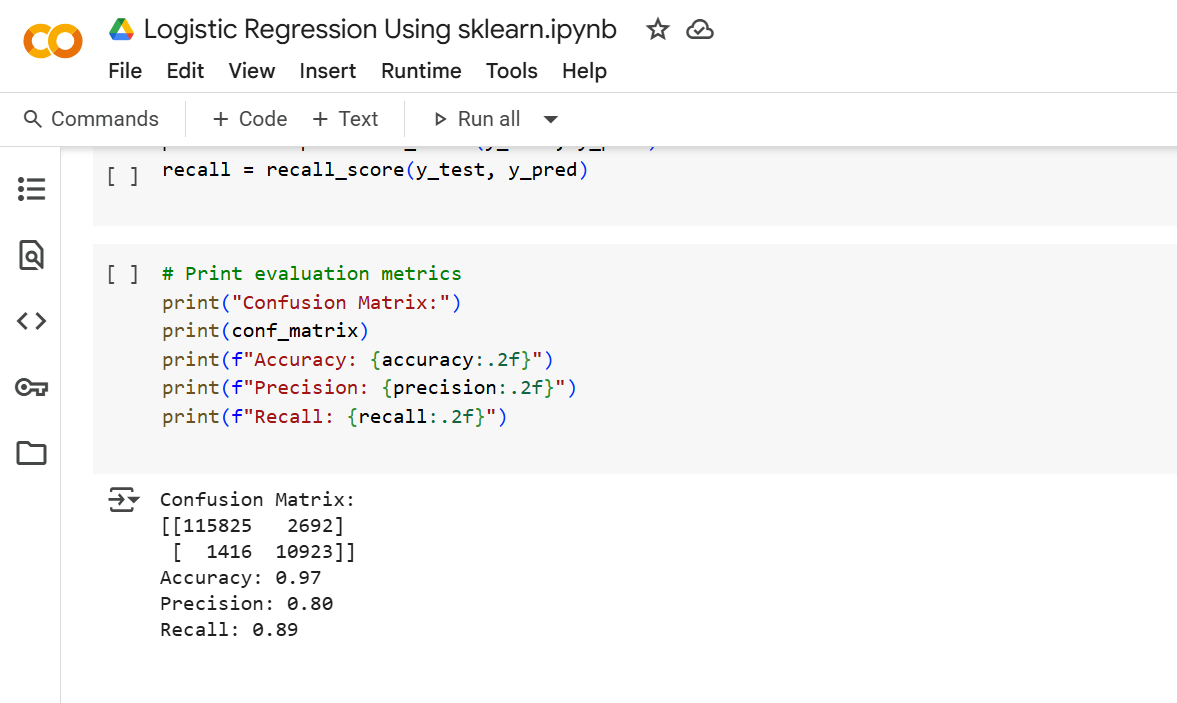 Logistic Regression Using sklearn.ipynb
File Edit View Insert Runtime Tools Help
Commands + Code + Text Run all
[ ] recall = recall_score(y_test, y_pred)
[ ] # Print evaluation metrics
print("Confusion Matrix:")
print(conf_matrix)
print(f"Accuracy: {accuracy:.2f}")
print(f"Precision: {precision:.2f}")
print(f"Recall: {recall:.2f}")
Confusion Matrix:
[[115825   2692]
 [  1416  10923]]
Accuracy: 0.97
Precision: 0.80
Recall: 0.89